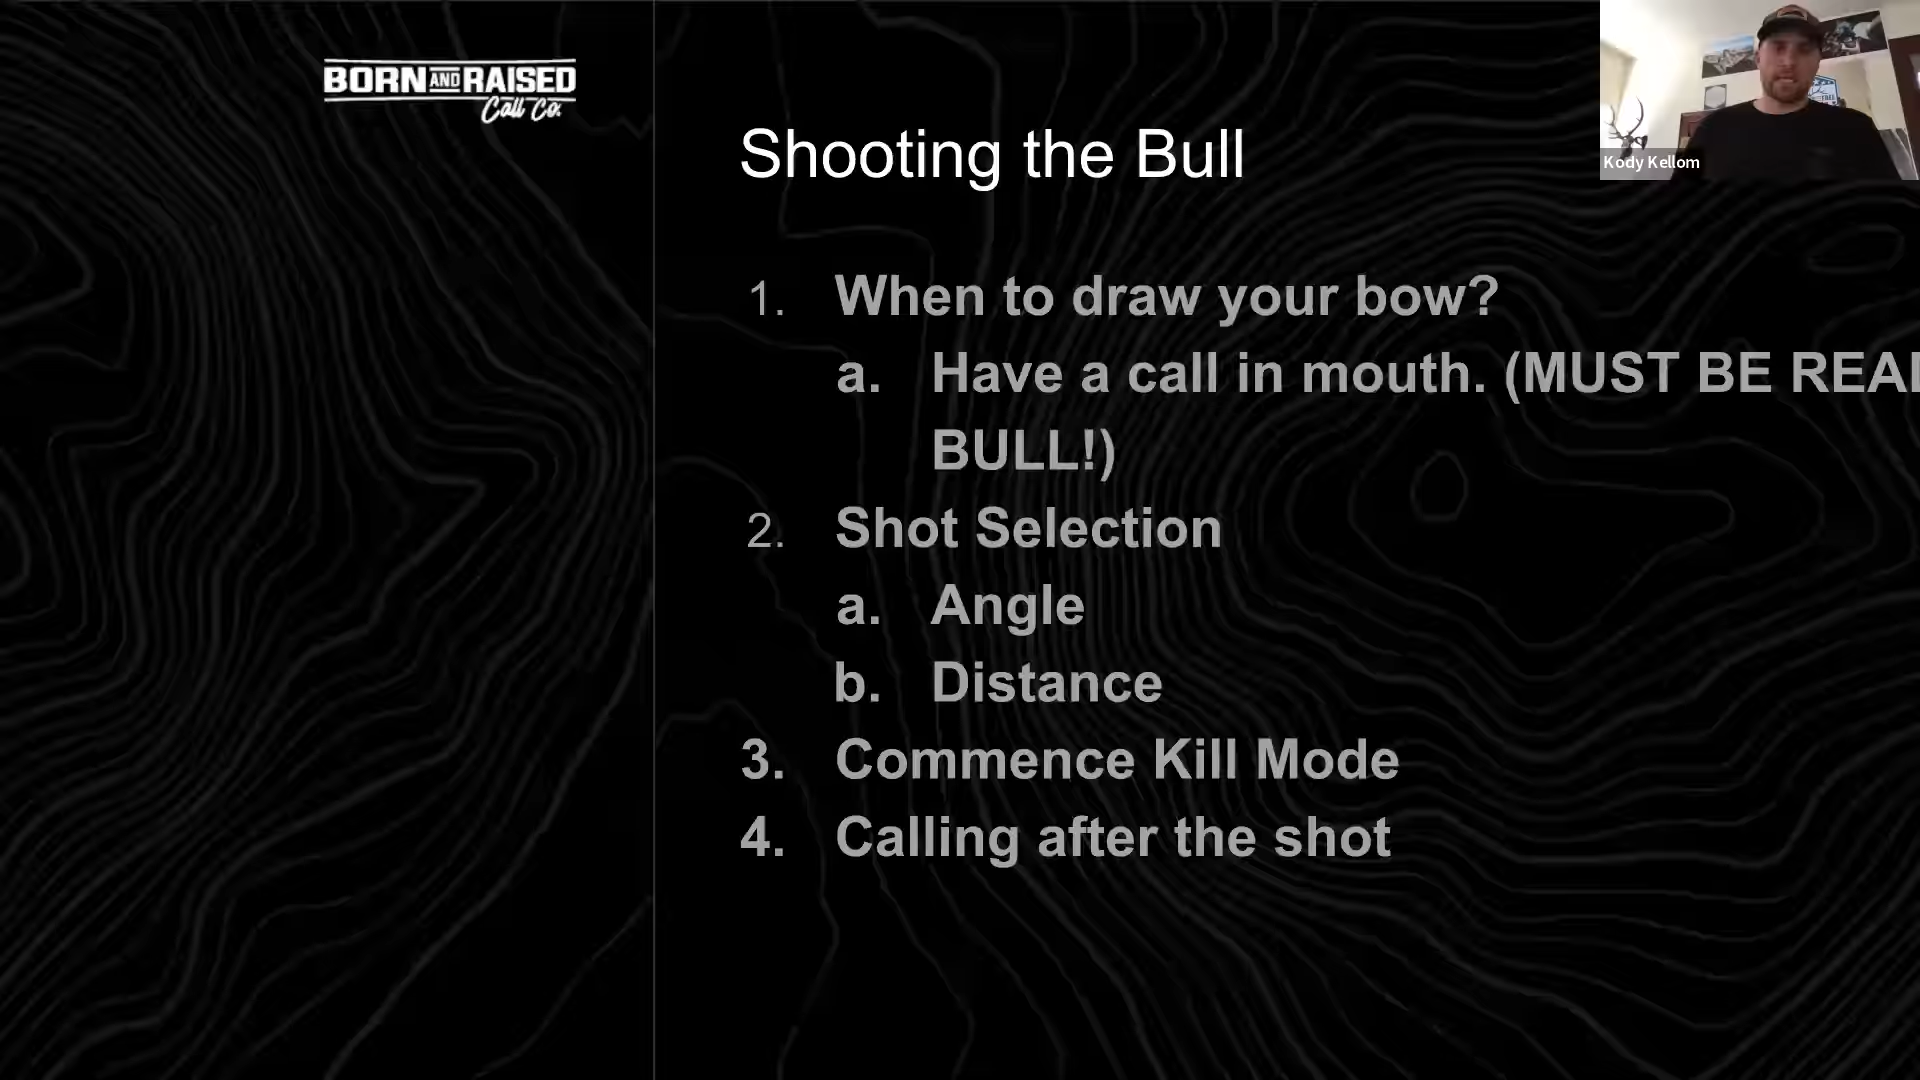 BORN AND RAISED
Call Co.
Shooting the Bull
Kody Kellom
1. When to draw your bow?
a. Have a call in mouth. (MUST BE
BULL!)
2. Shot Selection
a. Angle
b. Distance
3. Commence Kill Mode
4. Calling after the shot